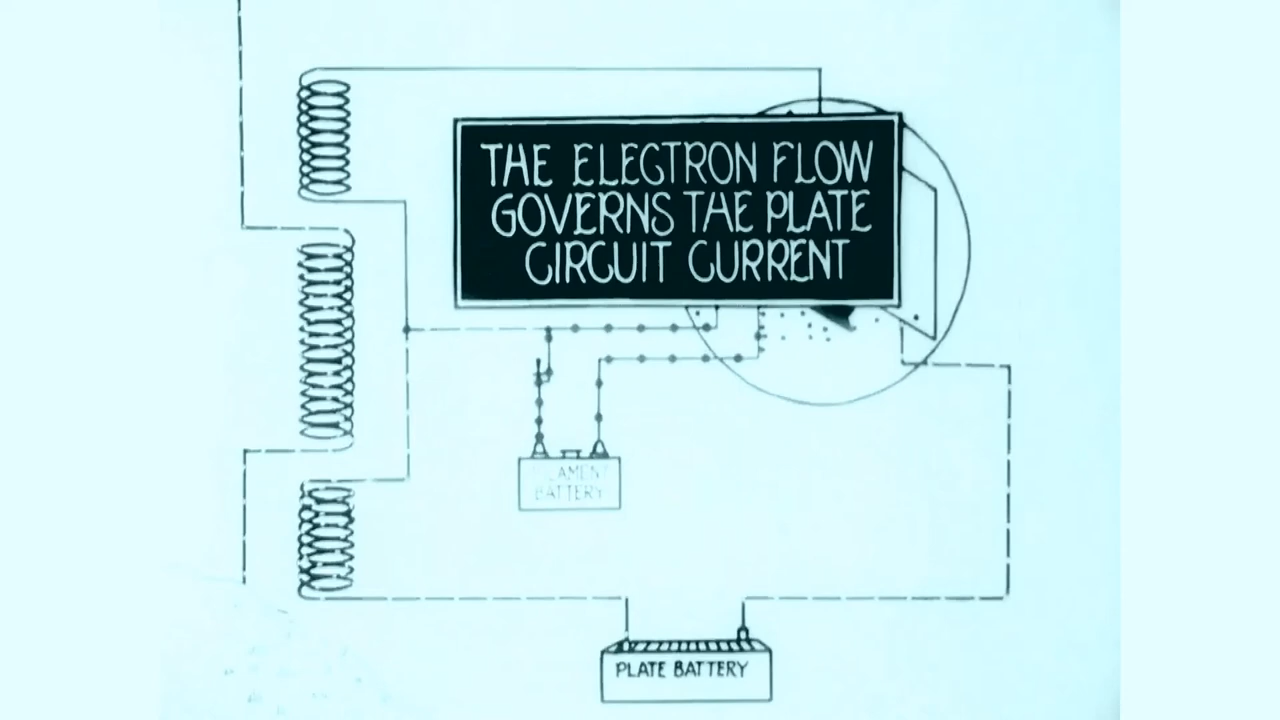 THE ELECTRON FLOW
GOVERNS THE PLATE
CIRCUIT CURRENT
BATTERY
PLATE BATTERY